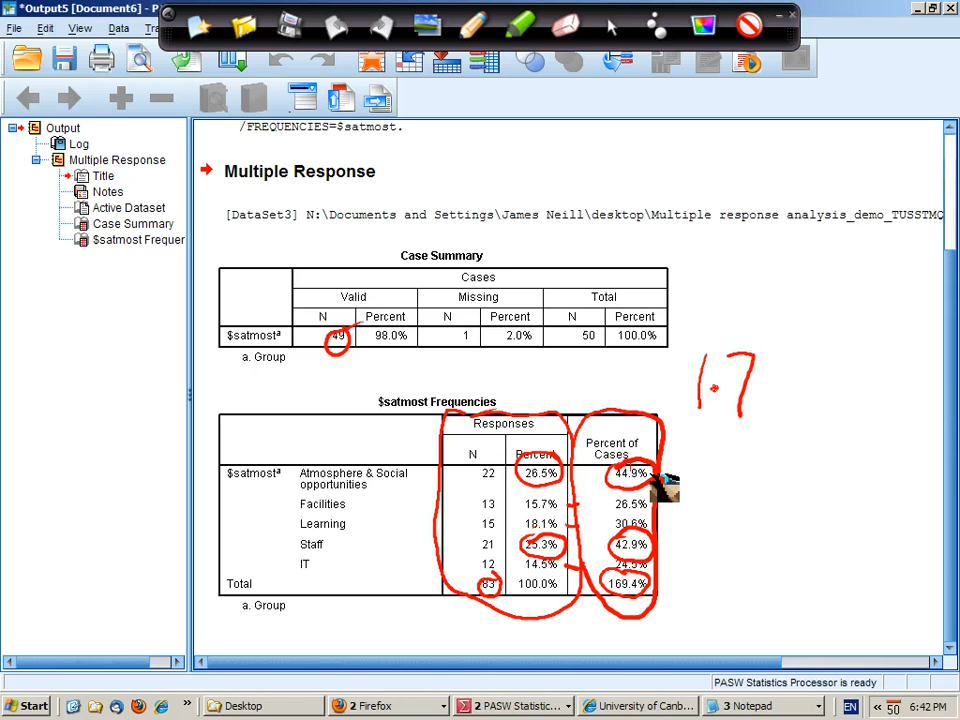 *Output5 [Document6] - P
File Edit View Data
/FREQUENCIES=$satmost.
Output
Log
Multiple Response
Title
Notes
Active Dataset
Case Summary
$satmost Frequer
Multiple Response
[DataSet3] N:\Documents and Settings\James Neill\desktop\Multiple response analysis_demo_TUSSTMQ
Case Summary
Cases
Valid Missing Total
N Percent N Percent N Percent
$satmostª 49 98.0% 1 2.0% 50 100.0%
a. Group
1.7
$satmost Frequencies
Responses
Percent of
Cases
N Percent
$satmostª Atmosphere & Social
opportunities 22 26.5% 44.9%
Facilities 13 15.7% 26.5%
Learning 15 18.1% 30.6%
Staff 21 25.3% 42.9%
IT 12 14.5% 24.5%
Total 83 100.0% 169.4%
a. Group
PASW Statistics Processor is ready
Start Desktop 2 Firefox 2 PASW Statistic... University of Canb... 3 Notepad EN 50 6:42 PM